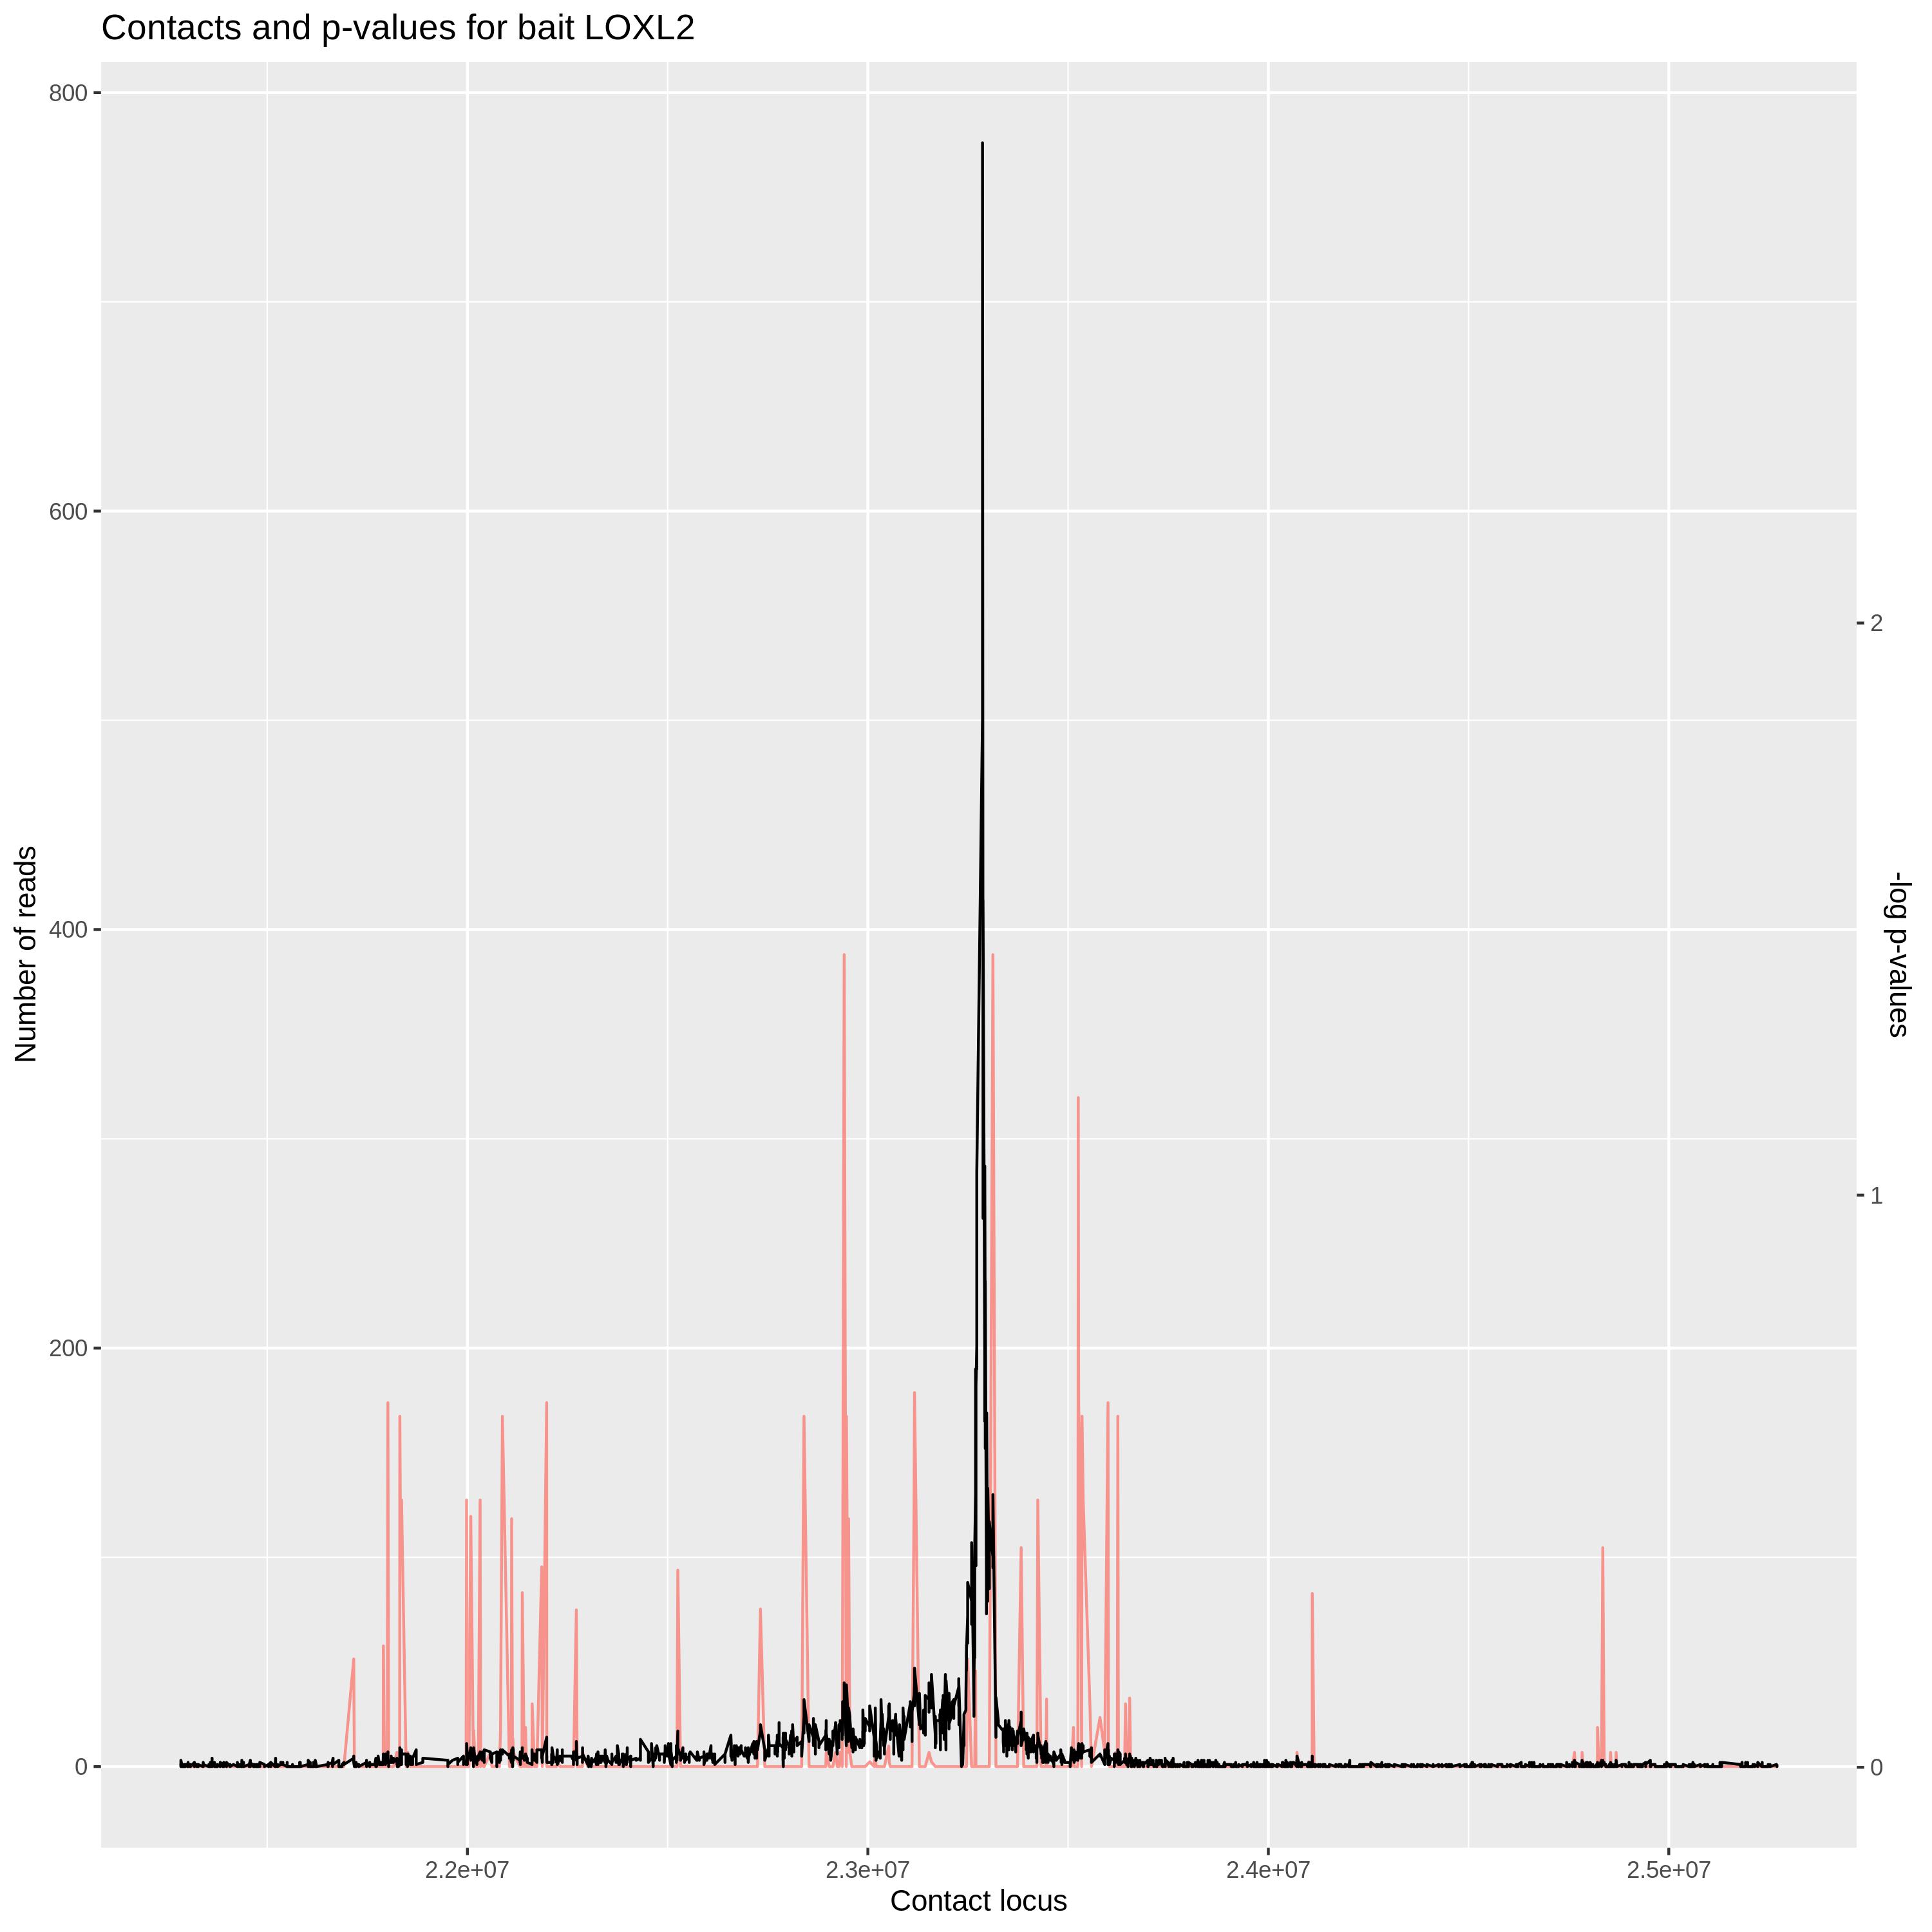 Contacts and p-values for bait LOXL2
800
600
400
200
0
Number of reads
2
1
0
-log p-values
2.2e+07
2.3e+07
2.4e+07
2.5e+07
Contact locus